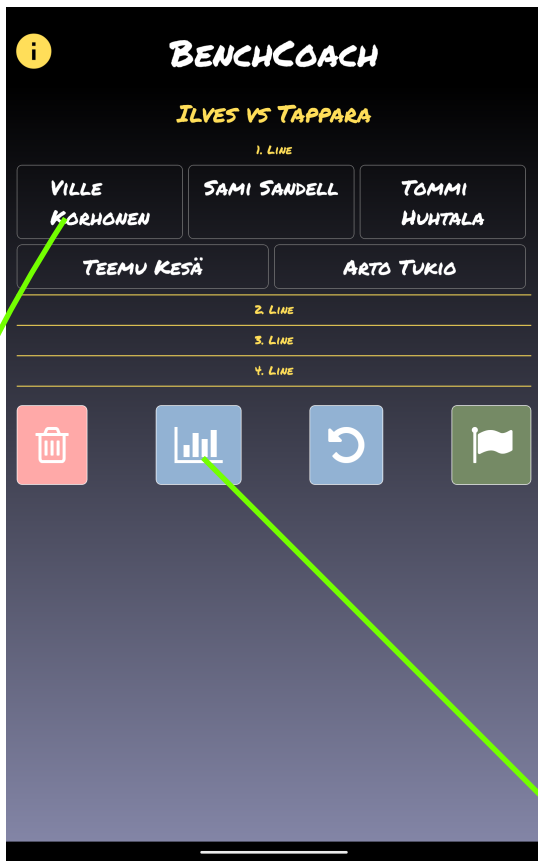 i
BenchCoach
Ilves vs Tappara
1. Line
Ville
Korhonen
Sami Sandell
Tommi
Huhtala
Teemu Kesä
Arto Tukio
2. Line
3. Line
4. Line